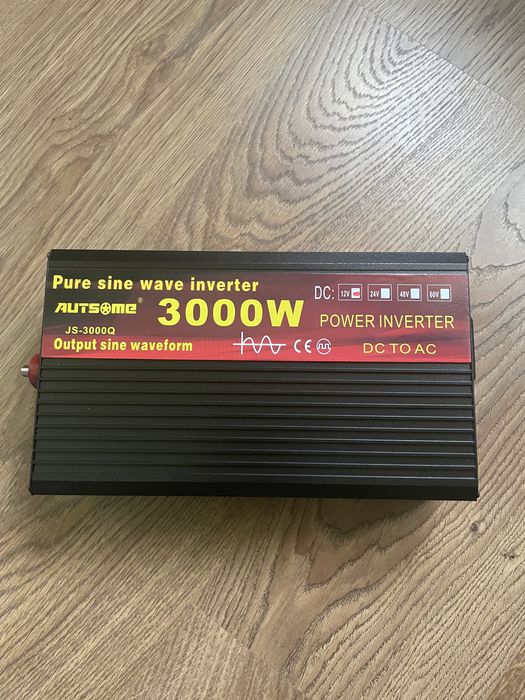 Pure sine wave inverter
DC: 12V 24V 48V 60V
AUTSOME® 3000W
POWER INVERTER
JS-3000Q
Output sine waveform
CE
DC TO AC